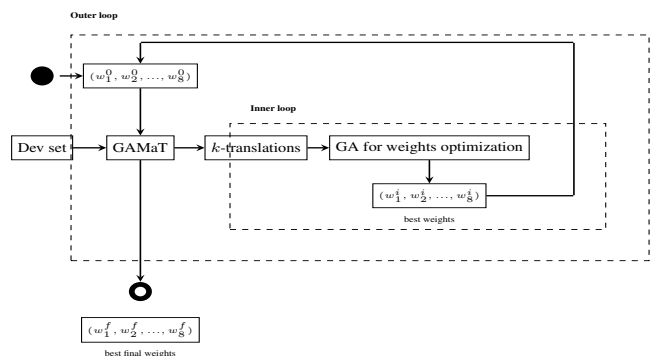 Outer loop
(w_1^0, w_2^0, ..., w_8^0)
Inner loop
Dev set
GAMaT
k-translations
GA for weights optimization
(w_1^i, w_2^i, ..., w_8^i)
best weights
(w_1^f, w_2^f, ..., w_8^f)
best final weights